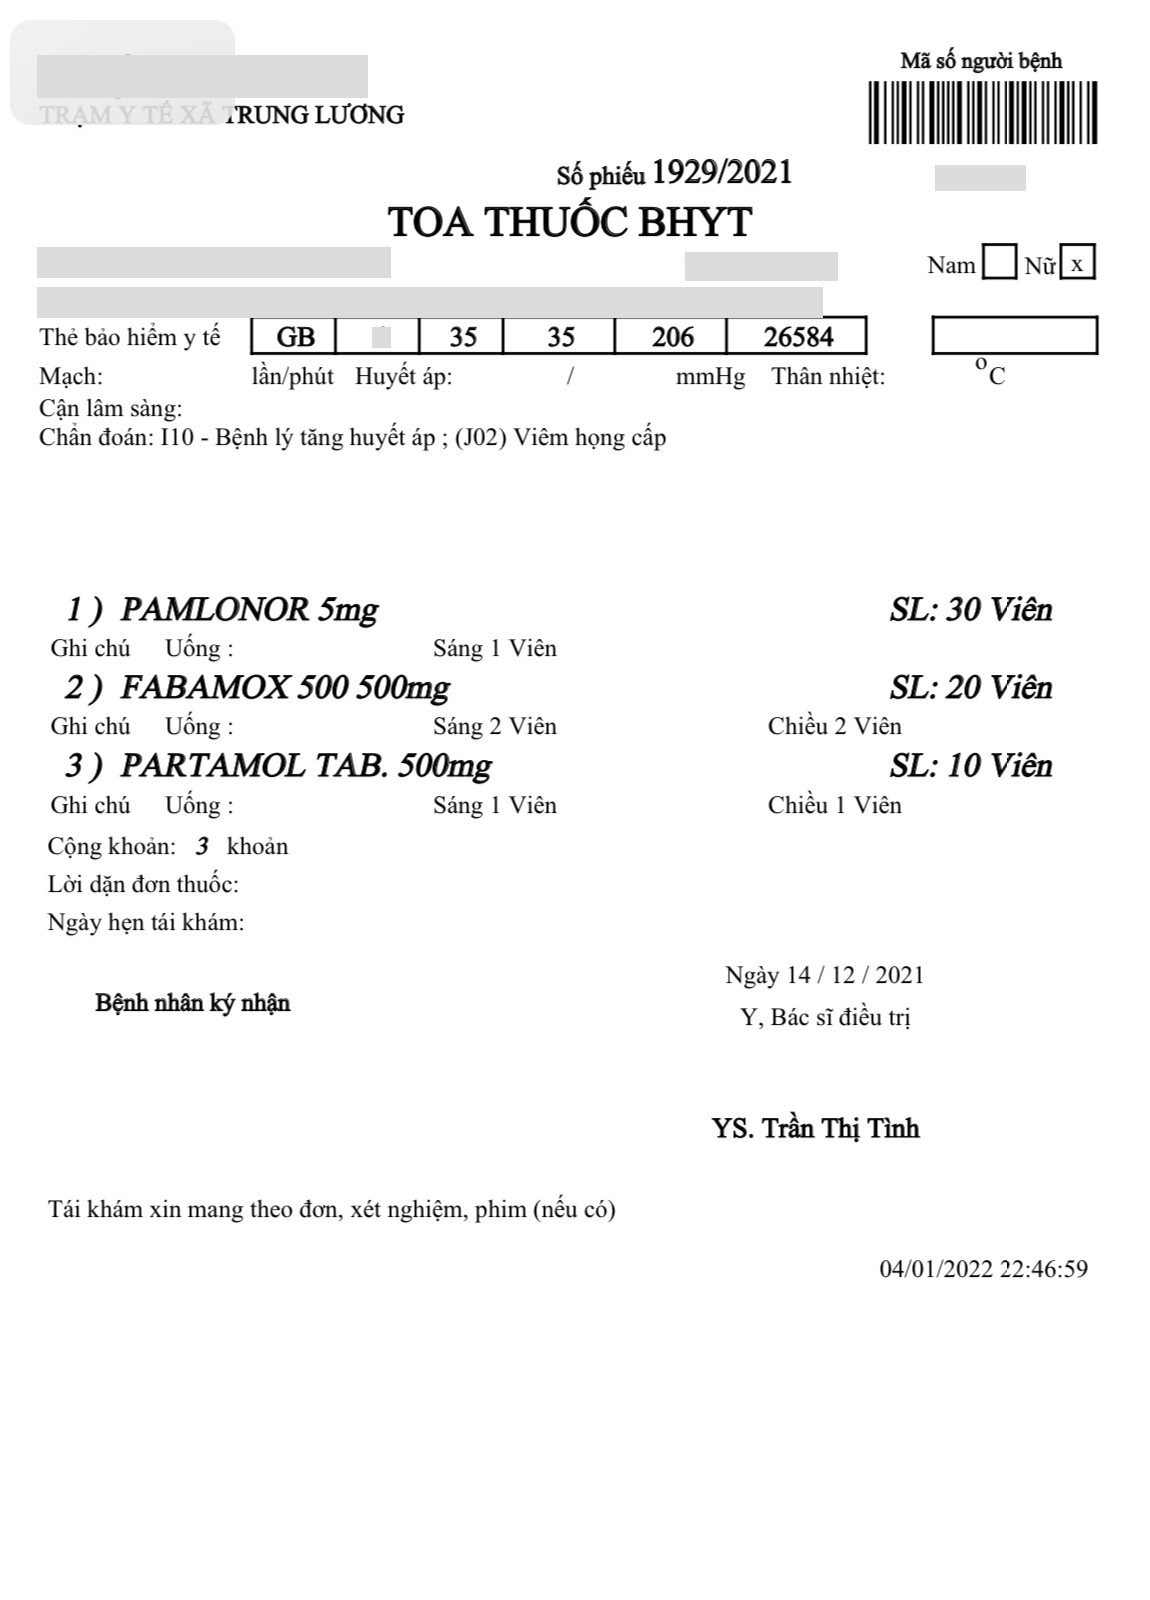 TRẠM Y TẾ XÃ TRUNG LƯƠNG
Mã số người bệnh
Số phiếu 1929/2021
TOA THUỐC BHYT
Nam Nữ x
Thẻ bảo hiểm y tế GB 35 35 206 26584
Mạch: lần/phút Huyết áp: / mmHg Thân nhiệt: °C
Cận lâm sàng:
Chẩn đoán: I10 - Bệnh lý tăng huyết áp ; (J02) Viêm họng cấp
1 ) PAMLONOR 5mg SL: 30 Viên
Ghi chú Uống : Sáng 1 Viên
2 ) FABAMOX 500 500mg SL: 20 Viên
Ghi chú Uống : Sáng 2 Viên Chiều 2 Viên
3 ) PARTAMOL TAB. 500mg SL: 10 Viên
Ghi chú Uống : Sáng 1 Viên Chiều 1 Viên
Cộng khoản: 3 khoản
Lời dặn đơn thuốc:
Ngày hẹn tái khám:
Ngày 14 / 12 / 2021
Bệnh nhân ký nhận
Y, Bác sĩ điều trị
YS. Trần Thị Tình
Tái khám xin mang theo đơn, xét nghiệm, phim (nếu có)
04/01/2022 22:46:59